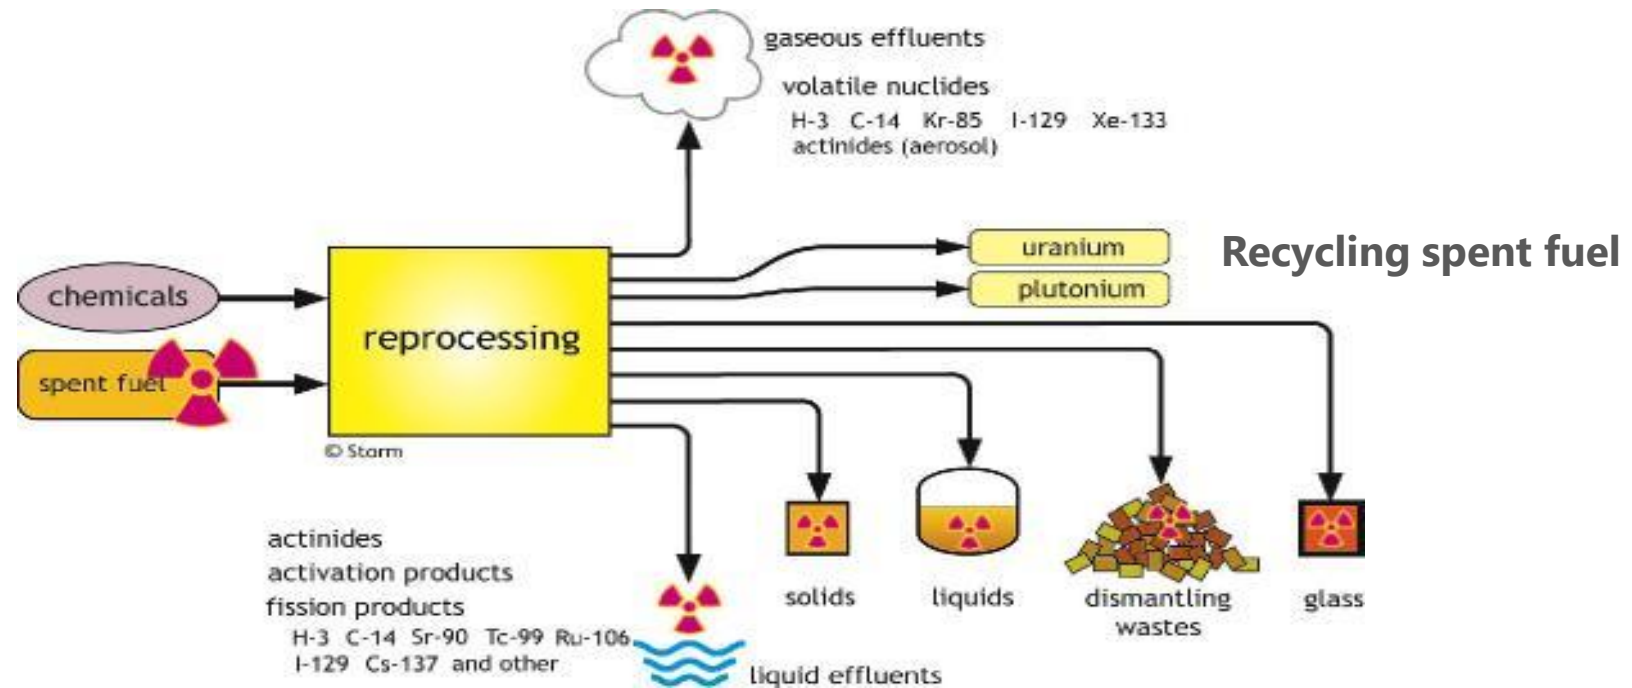 gaseous effluents
volatile nuclides
H-3 C-14 Kr-85 I-129 Xe-133
actinides (aerosol)
uranium
plutonium
Recycling spent fuel
chemicals
spent fuel
reprocessing
© Storm
actinides
activation products
fission products
H-3 C-14 Sr-90 Tc-99 Ru-106
I-129 Cs-137 and other
liquid effluents
solids
liquids
dismantling
wastes
glass